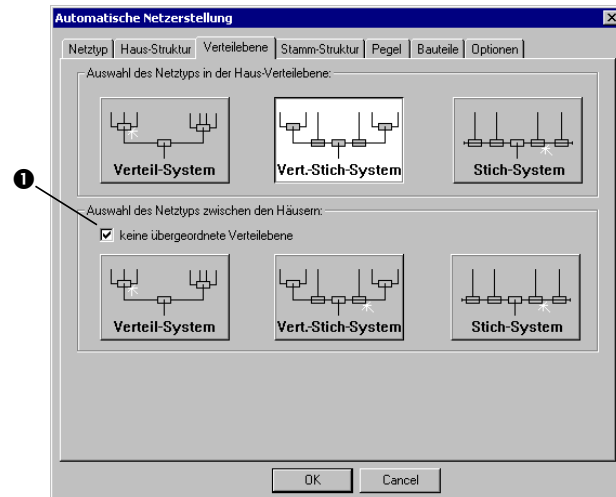 Automatische Netzerstellung
Netztyp Haus-Struktur Verteilebene Stamm-Struktur Pegel Bauteile Optionen
Auswahl des Netztyps in der Haus-Verteilebene:
Verteil-System Vert.-Stich-System Stich-System
❶
Auswahl des Netztyps zwischen den Häusern:
keine übergeordnete Verteilebene
Verteil-System Vert.-Stich-System Stich-System
OK Cancel